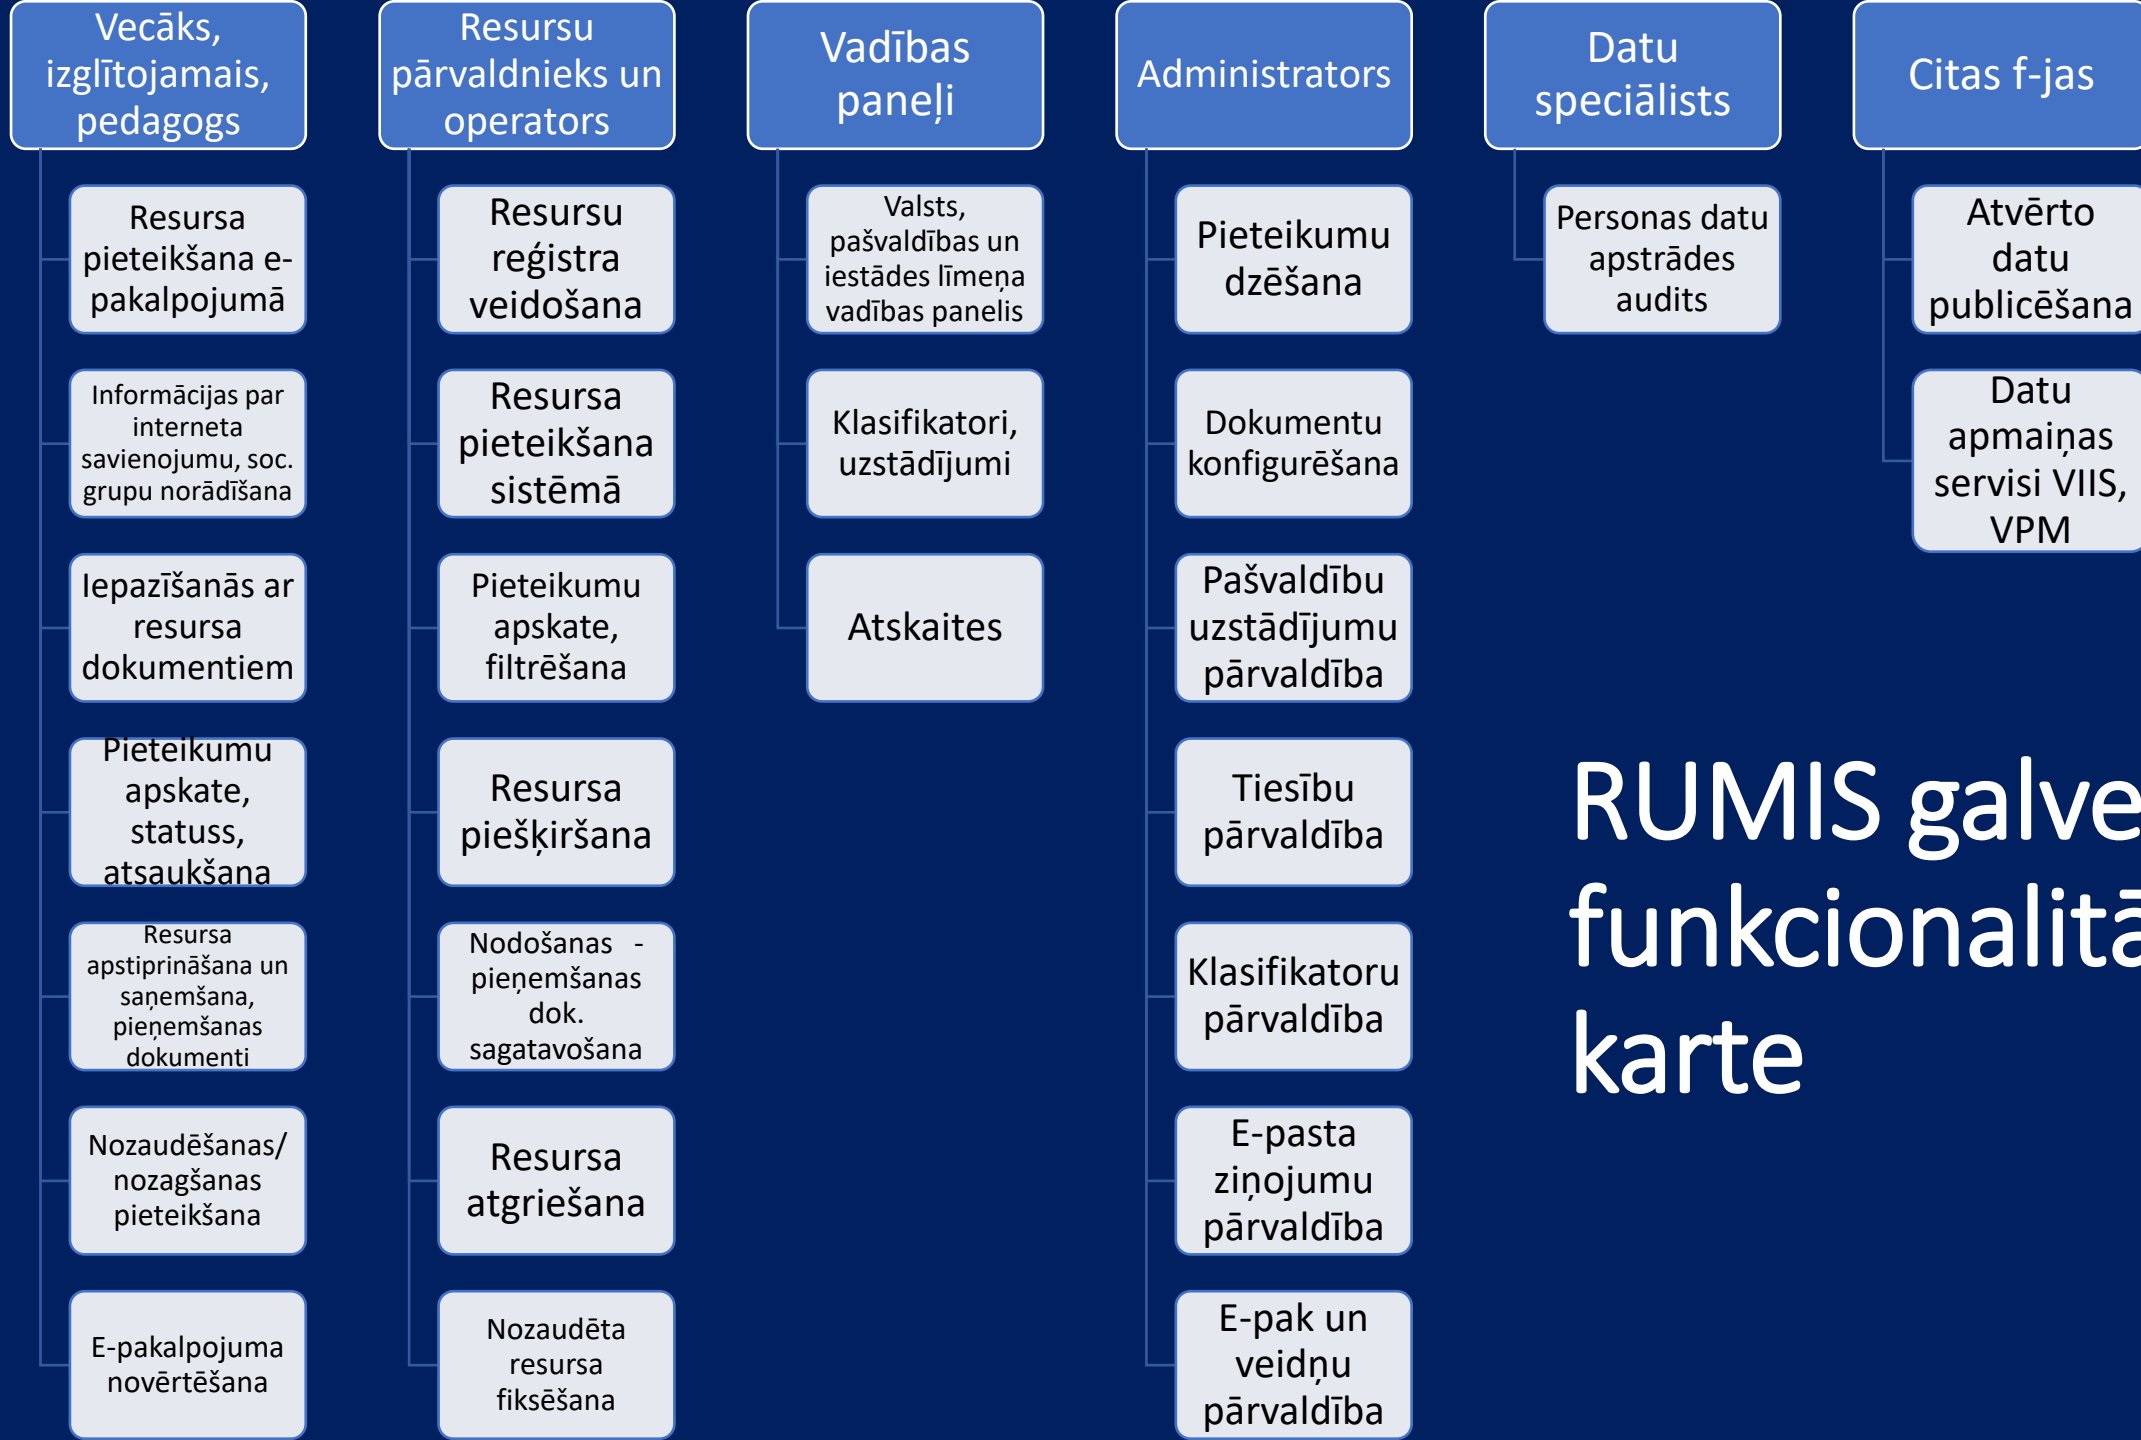 Vecāks,
izglītojamais,
pedagogs
Resursa
pieteikšana e-
pakalpojumā
Informācijas par
interneta
savienojumu, soc.
grupu norādīšana
Iepazīšanās ar
resursa
dokumentiem
Pieteikumu
apskate,
statuss,
atsaukšana
Resursa
apstiprināšana un
saņemšana,
pieņemšanas
dokumenti
Nozaudēšanas/
nozagšanas
pieteikšana
E-pakalpojuma
novērtēšana
Resursu
pārvaldnieks un
operators
Resursu
reģistra
veidošana
Resursa
pieteikšana
sistēmā
Pieteikumu
apskate,
filtrēšana
Resursa
piešķiršana
Nodošanas -
pieņemšanas
dok.
sagatavošana
Resursa
atgriešana
Nozaudēta
resursa
fiksēšana
Vadības
paneļi
Valsts,
pašvaldības un
iestādes līmeņa
vadības panelis
Klasifikatori,
uzstādījumi
Atskaites
Administrators
Pieteikumu
dzēšana
Dokumentu
konfigurēšana
Pašvaldību
uzstādījumu
pārvaldība
Tiesību
pārvaldība
Klasifikatoru
pārvaldība
E-pasta
ziņojumu
pārvaldība
E-pak un
veidņu
pārvaldība
Datu
speciālists
Personas datu
apstrādes
audits
Citas f-jas
Atvērto
datu
publicēšana
Datu
apmaiņas
servisi VIIS,
VPM
RUMIS galve
funkcionalitā
karte